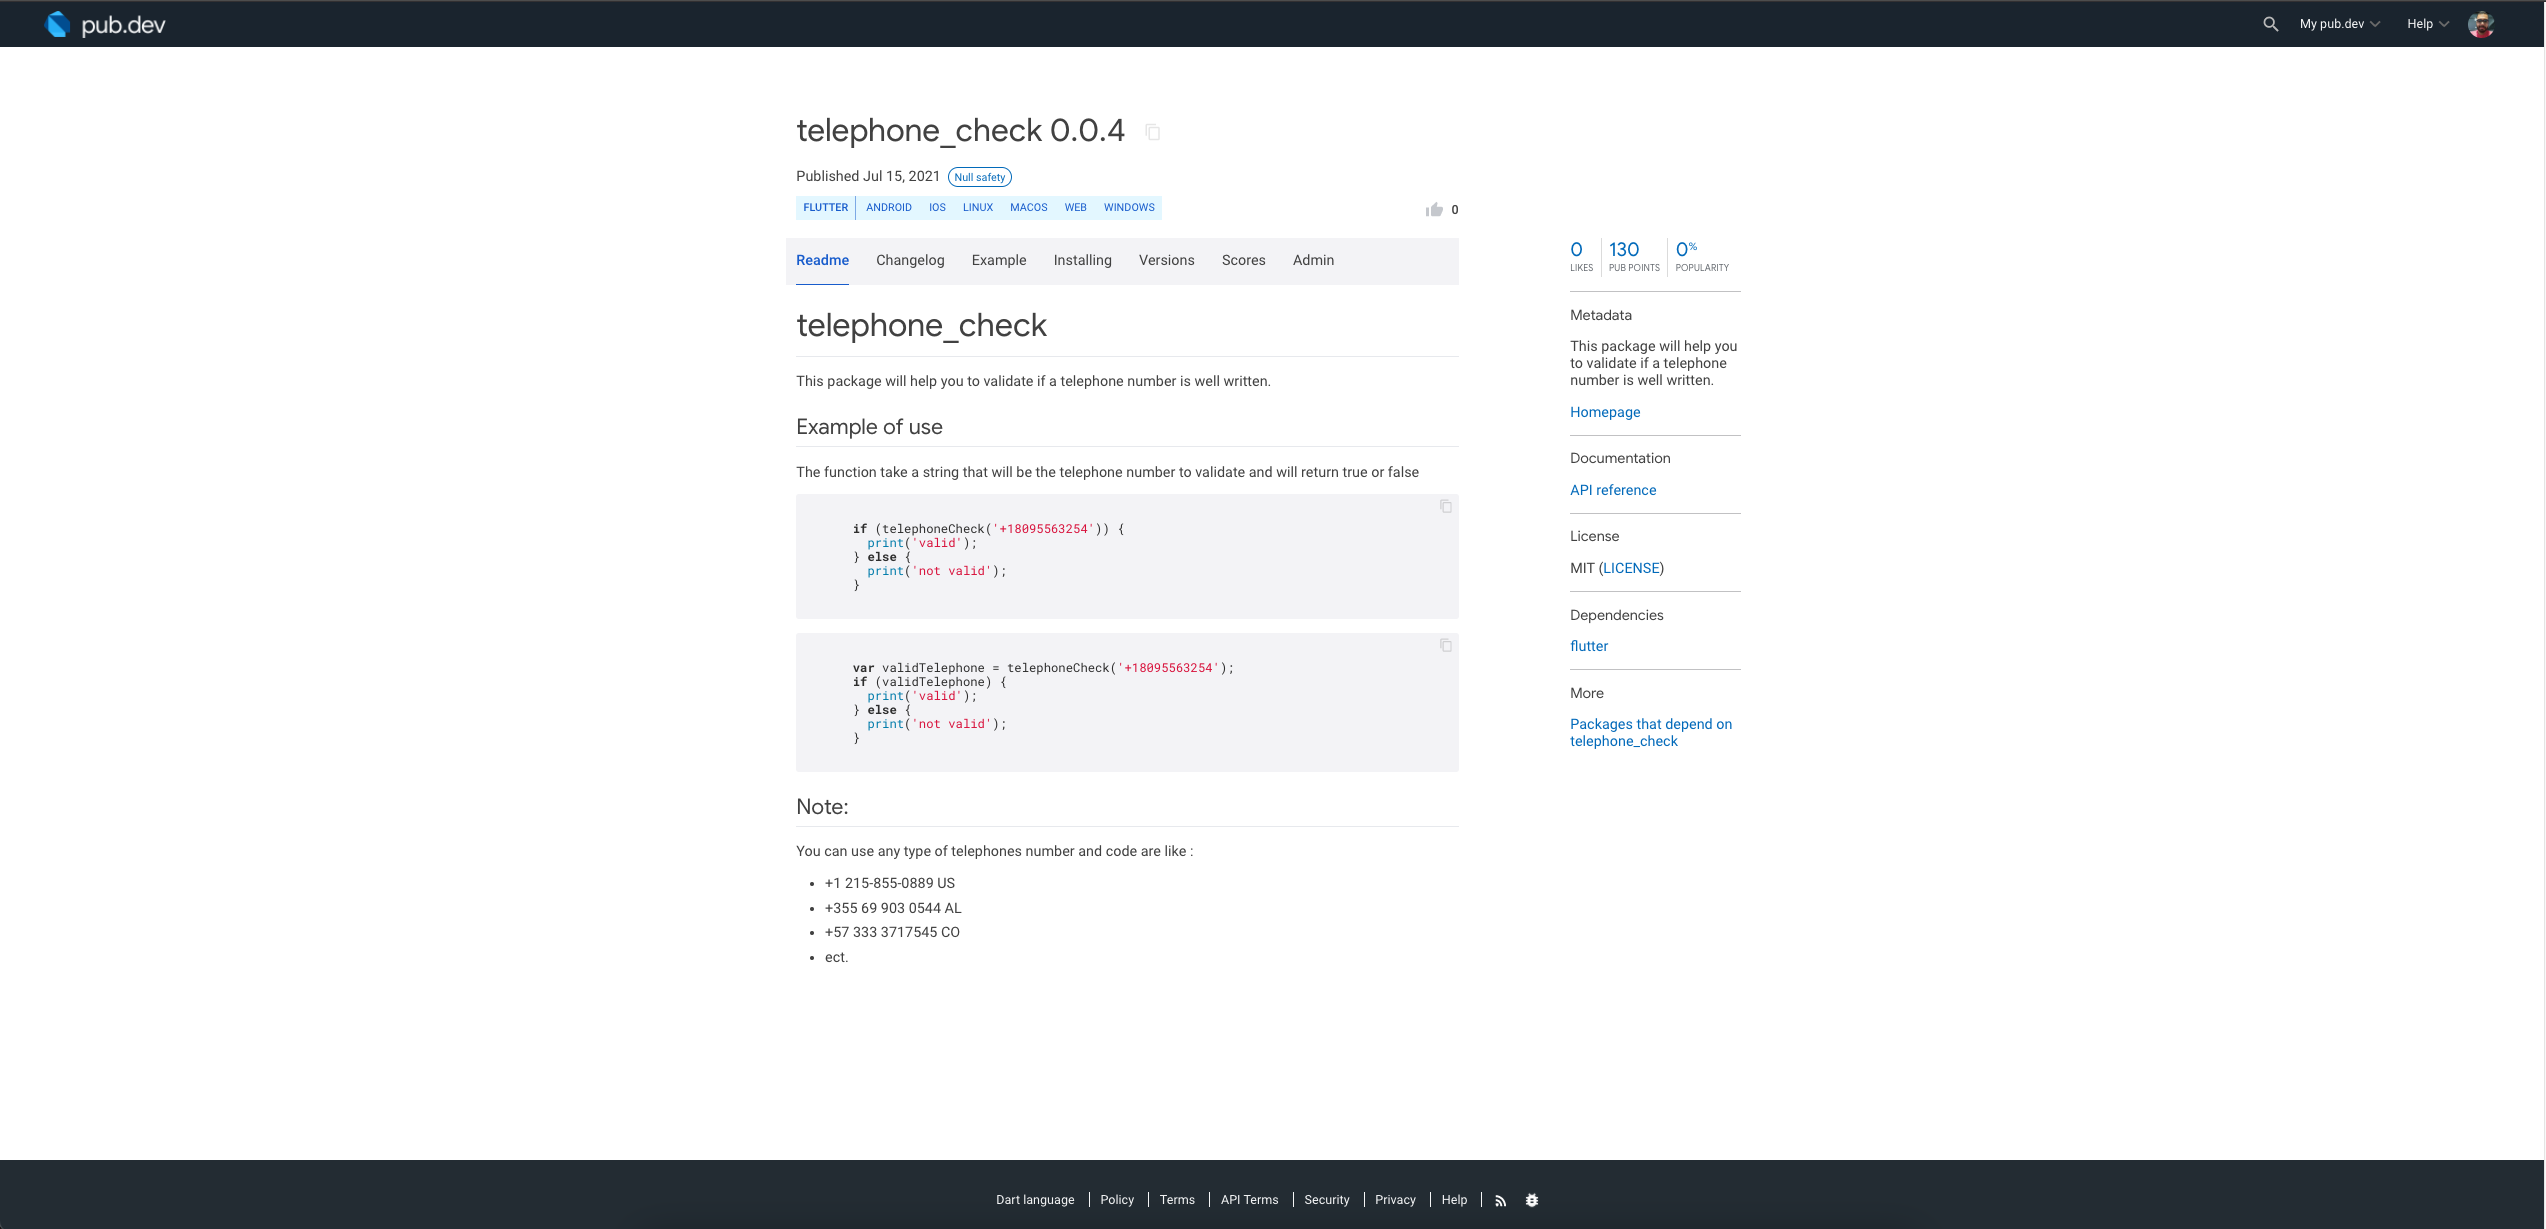 pub.dev
My pub.dev
Help
telephone_check 0.0.4
Published Jul 15, 2021 Null safety
FLUTTER ANDROID IOS LINUX MACOS WEB WINDOWS
0
Readme Changelog Example Installing Versions Scores Admin
telephone_check
This package will help you to validate if a telephone number is well written.
Example of use
The function take a string that will be the telephone number to validate and will return true or false
if (telephoneCheck('+18095563254')) {
print('valid');
} else {
print('not valid');
}
var validTelephone = telephoneCheck('+18095563254');
if (validTelephone) {
print('valid');
} else {
print('not valid');
}
Note:
You can use any type of telephones number and code are like :
• +1 215-855-0889 US
• +355 69 903 0544 AL
• +57 333 3717545 CO
• ect.
0 130 0%
LIKES PUB POINTS POPULARITY
Metadata
This package will help you
to validate if a telephone
number is well written.
Homepage
Documentation
API reference
License
MIT (LICENSE)
Dependencies
flutter
More
Packages that depend on
telephone_check
Dart language Policy Terms API Terms Security Privacy Help